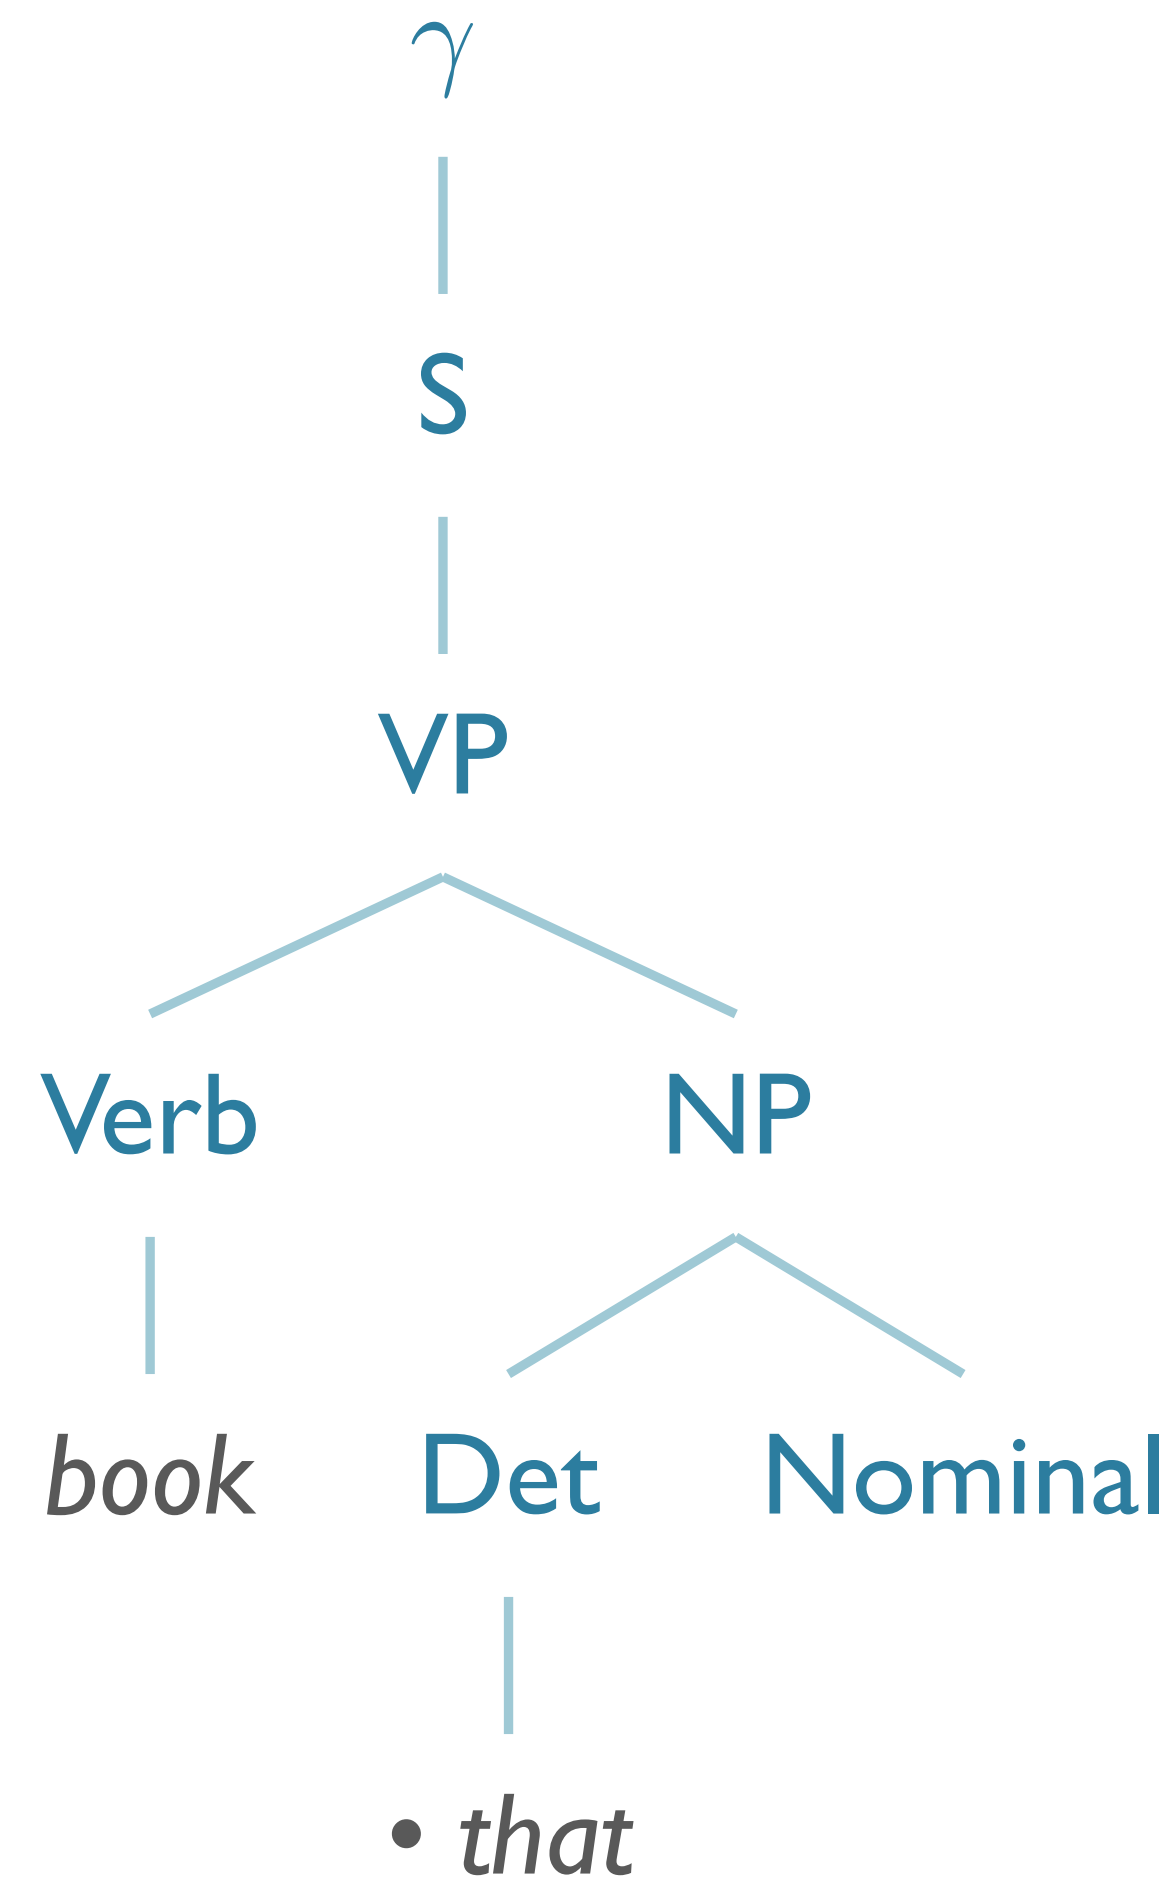 γ
S
VP
Verb NP
book Det Nominal
• that